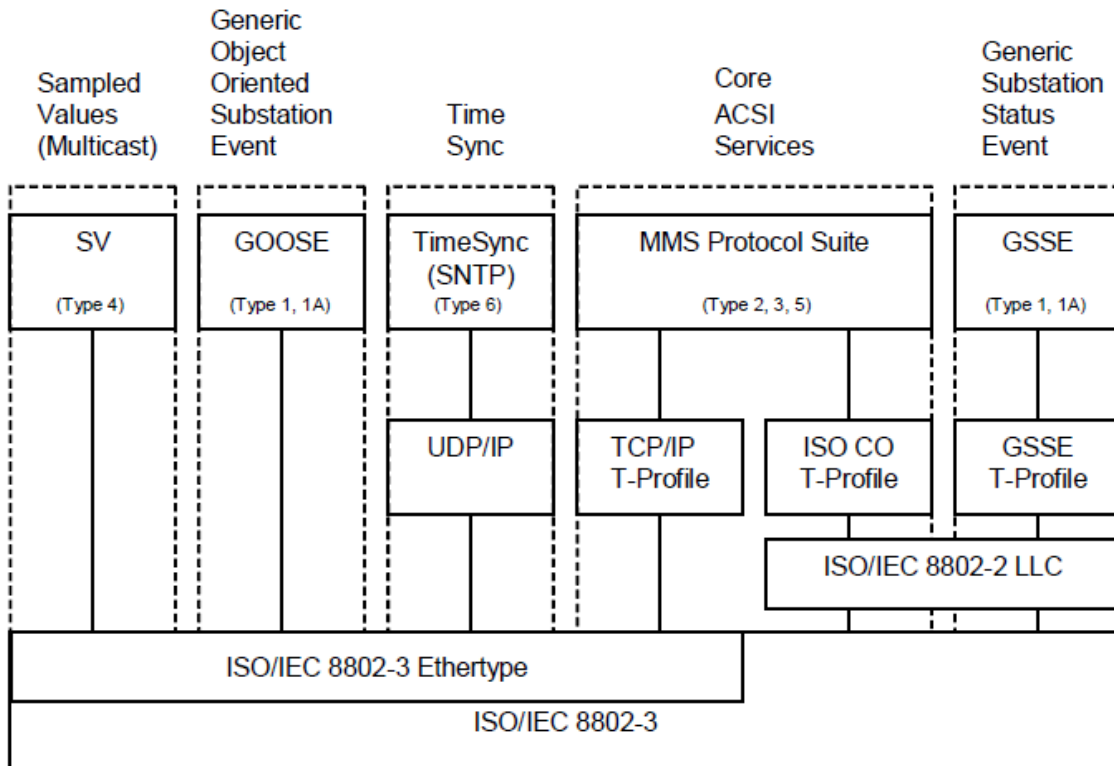 Sampled
Values
(Multicast)
Generic
Object
Oriented
Substation
Event
Time
Sync
Core
ACSI
Services
Generic
Substation
Status
Event
SV
(Type 4)
GOOSE
(Type 1, 1A)
TimeSync
(SNTP)
(Type 6)
MMS Protocol Suite
(Type 2, 3, 5)
GSSE
(Type 1, 1A)
UDP/IP
TCP/IP
T-Profile
ISO CO
T-Profile
GSSE
T-Profile
ISO/IEC 8802-2 LLC
ISO/IEC 8802-3 Ethertype
ISO/IEC 8802-3